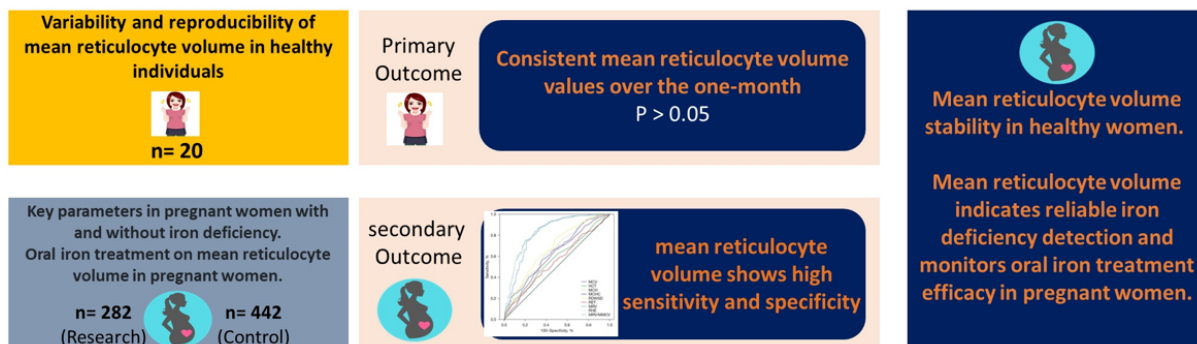 Variability and reproducibility of
mean reticulocyte volume in healthy
individuals
n= 20
Primary
Outcome
Consistent mean reticulocyte volume
values over the one-month
P > 0.05
Key parameters in pregnant women with
and without iron deficiency.
Oral iron treatment on mean reticulocyte
volume in pregnant women.
n= 282
(Research)
n= 442
(Control)
secondary
Outcome
mean reticulocyte
volume shows high
sensitivity and specificity
Mean reticulocyte volume
stability in healthy women.
Mean reticulocyte volume
indicates reliable iron
deficiency detection and
monitors oral iron treatment
efficacy in pregnant women.